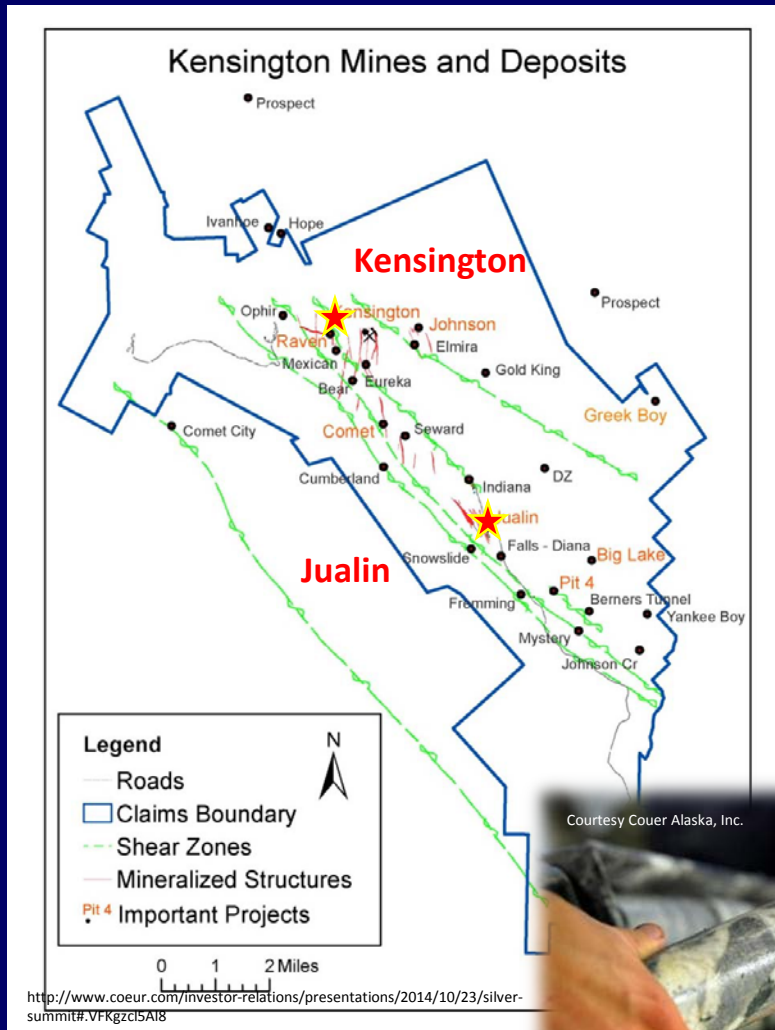 Kensington Mines and Deposits
Prospect
Ivanhoe
Hope
Kensington
Prospect
Ophir
Kensington
Johnson
Raven
Elmira
Mexican
Gold King
Bear
Eureka
Greek Boy
Comet
Seward
Comet City
Cumberland
DZ
Indiana
Jualin
Snowslide
Falls - Diana
Big Lake
Jualin
Pit 4
Fremming
Berners Tunnel
Yankee Boy
Mystery
Johnson Cr
Legend
N
Roads
Claims Boundary
Shear Zones
Mineralized Structures
Pit 4 Important Projects
0 1 2 Miles
Courtesy Couer Alaska, Inc.
http://www.coeur.com/investor-relations/presentations/2014/10/23/silver-
summit#.VFKgzcl5Al8